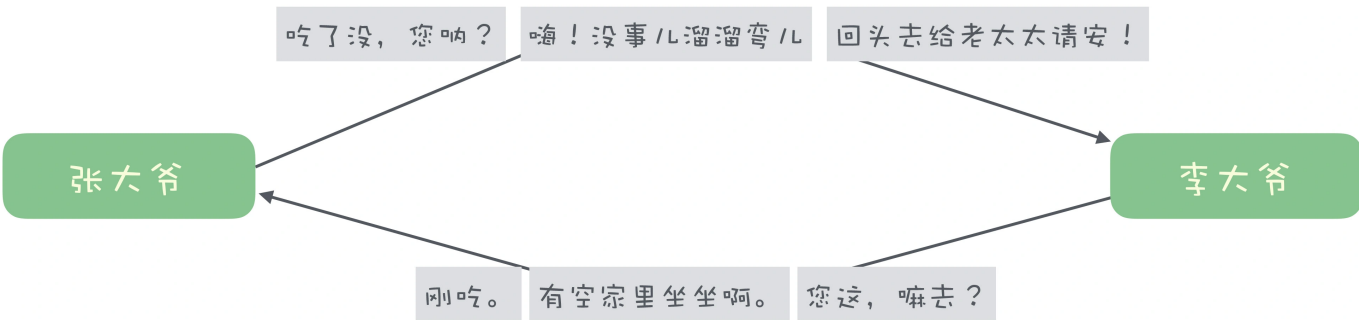 吃了没，您呐？
嗨！没事儿溜溜弯儿
回头去给老太太请安！
张大爷
李大爷
刚吃。
有空家里坐坐啊。
您这，嘛去？